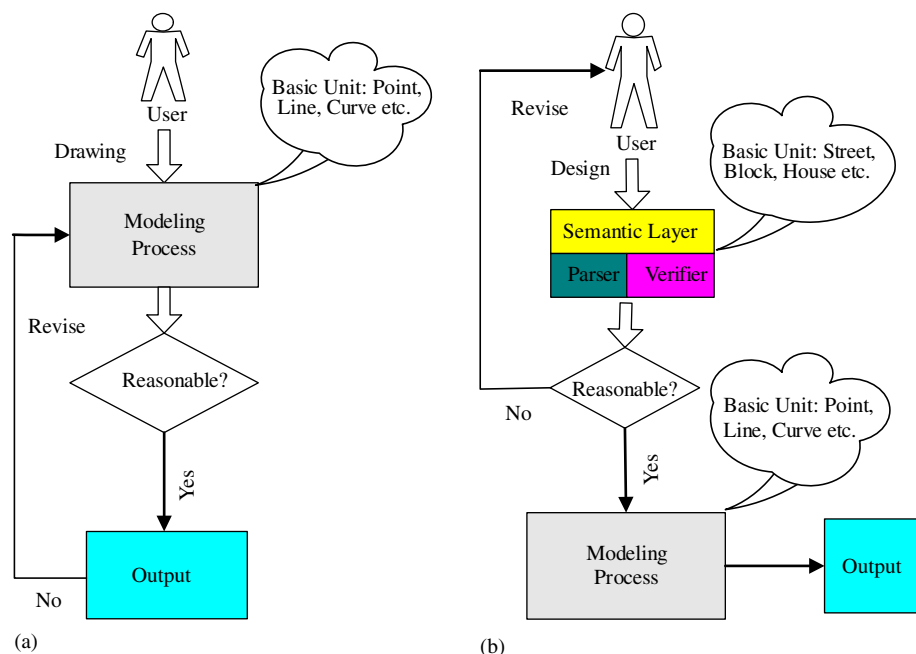 User
Drawing
Basic Unit: Point,
Line, Curve etc.
Modeling
Process
Revise
Reasonable?
Yes
Output
No
(a)
Revise
User
Design
Basic Unit: Street,
Block, House etc.
Semantic Layer
Parser
Verifier
Reasonable?
No
Basic Unit: Point,
Line, Curve etc.
Yes
Modeling
Process
Output
(b)